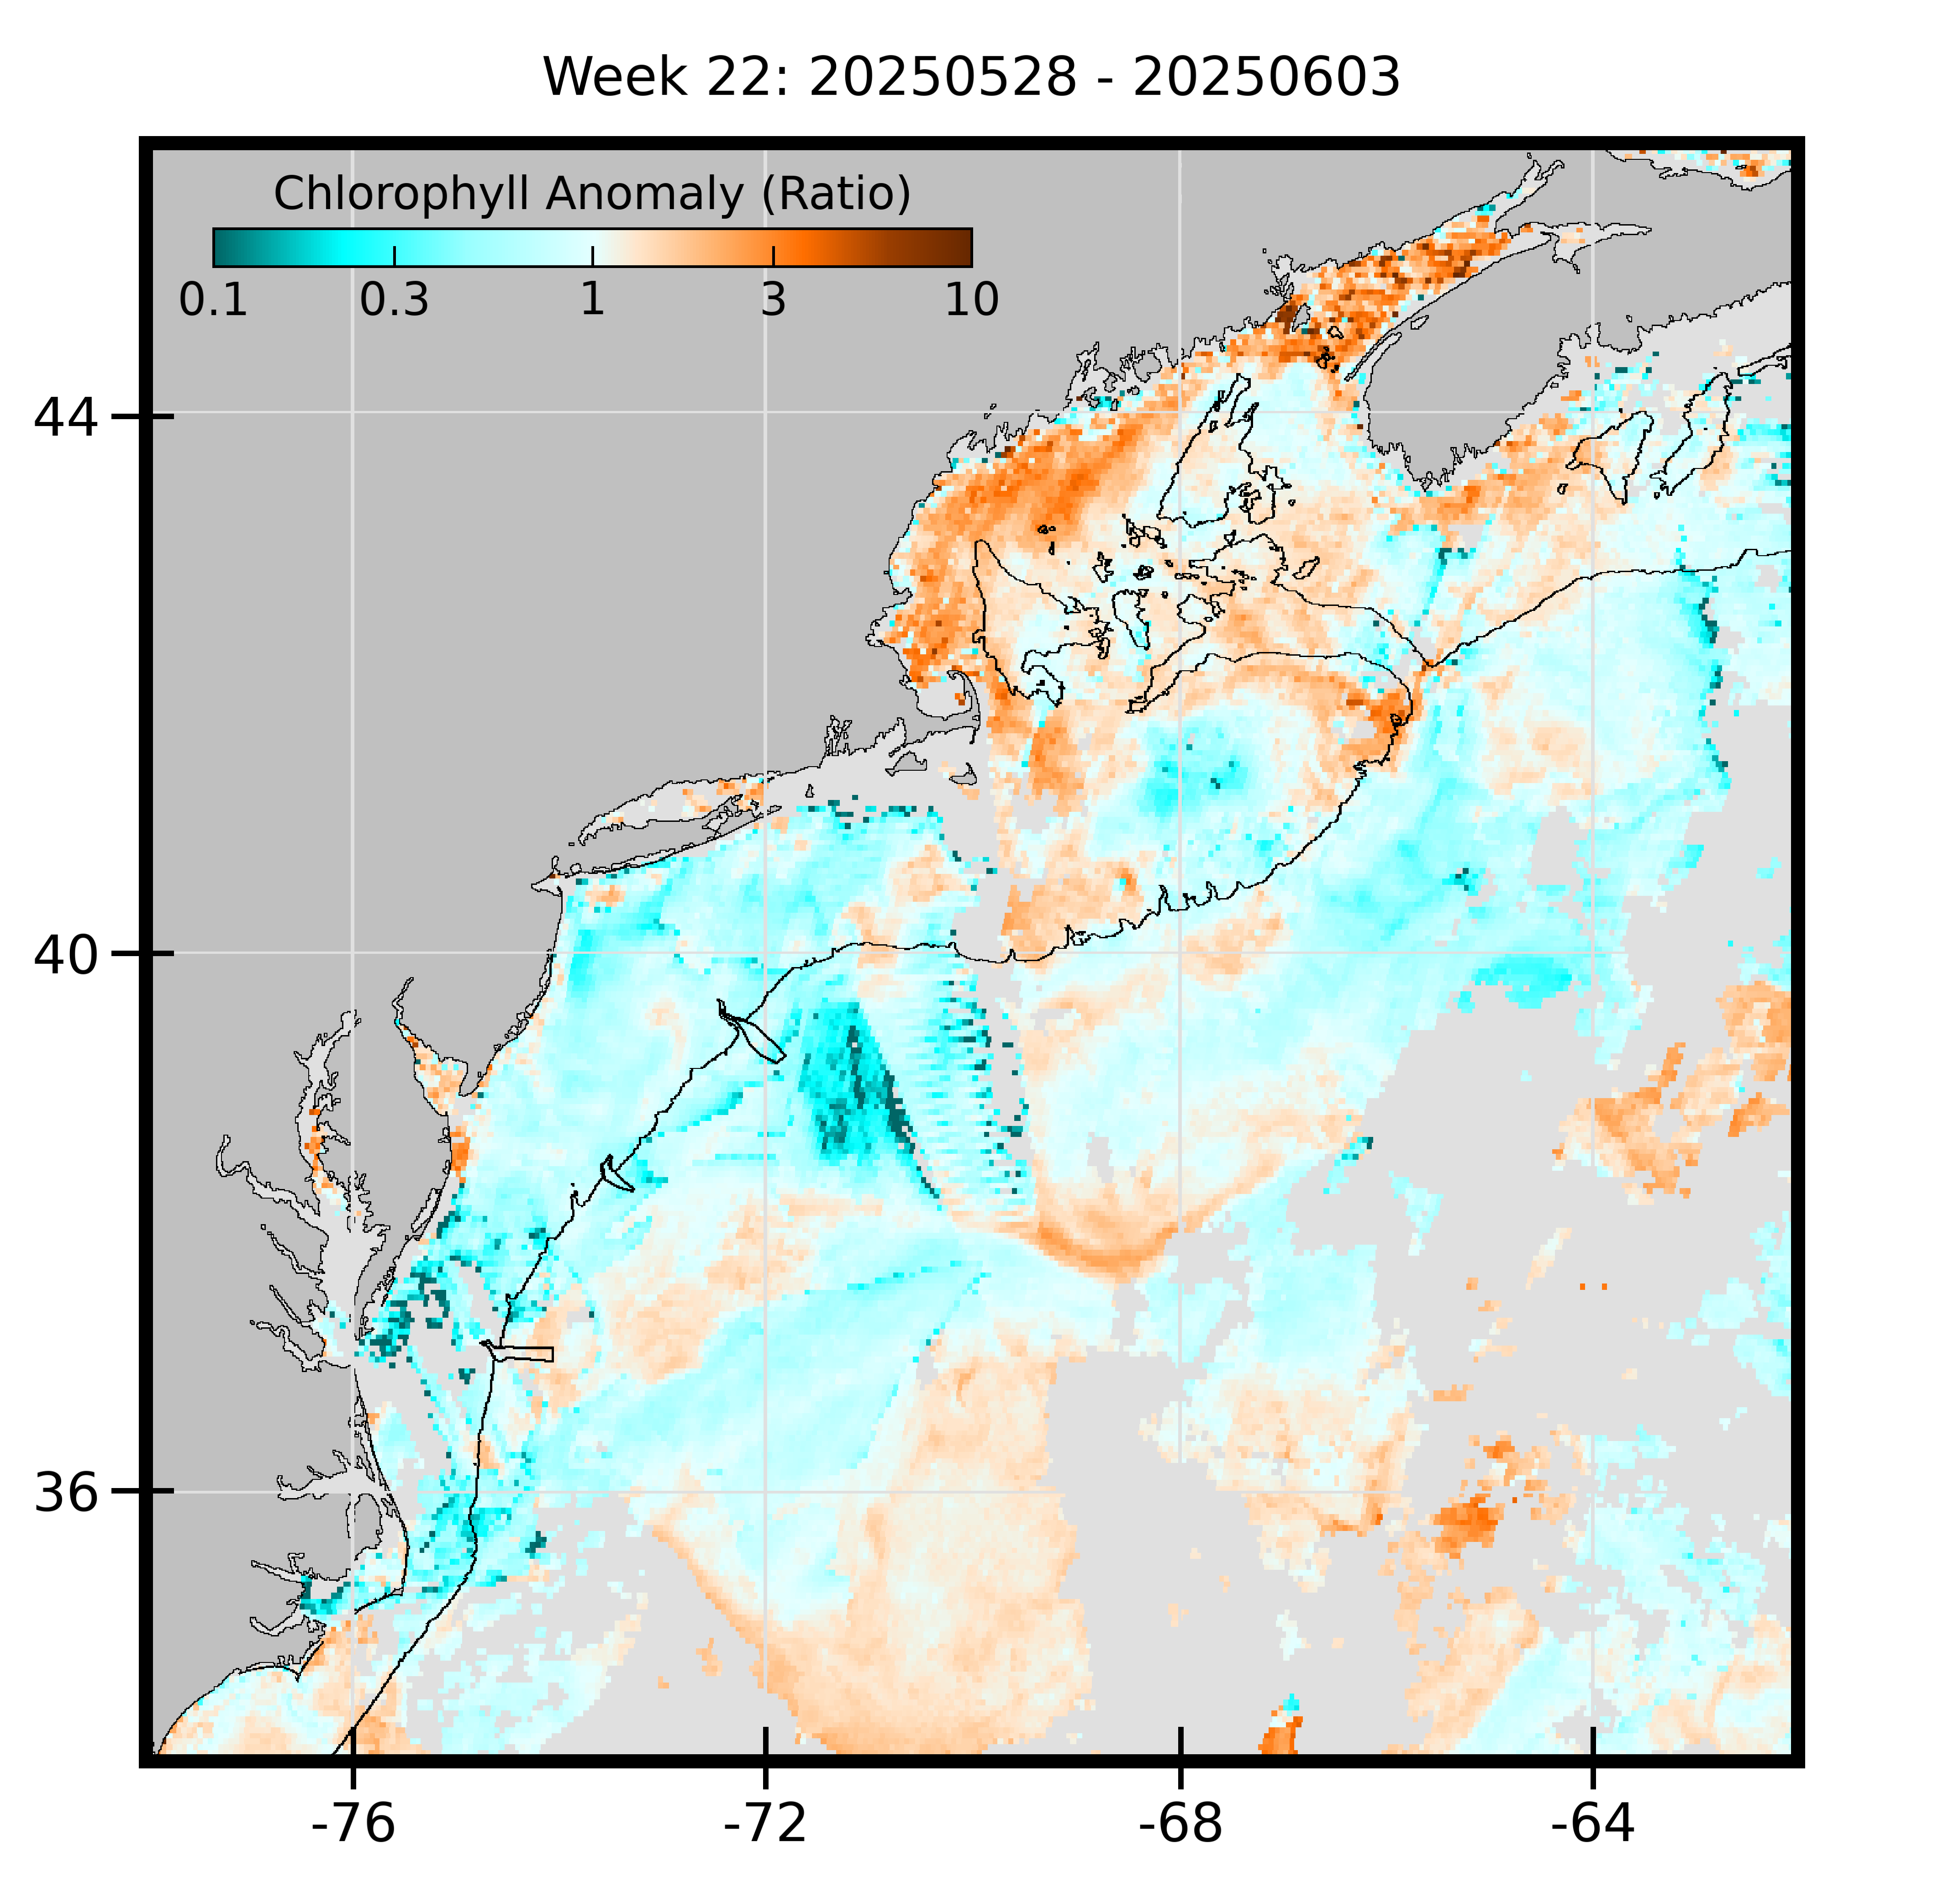 Week 22: 20250528 - 20250603
Chlorophyll Anomaly (Ratio)
0.1 0.3 1 3 10
44
40
36
-76 -72 -68 -64